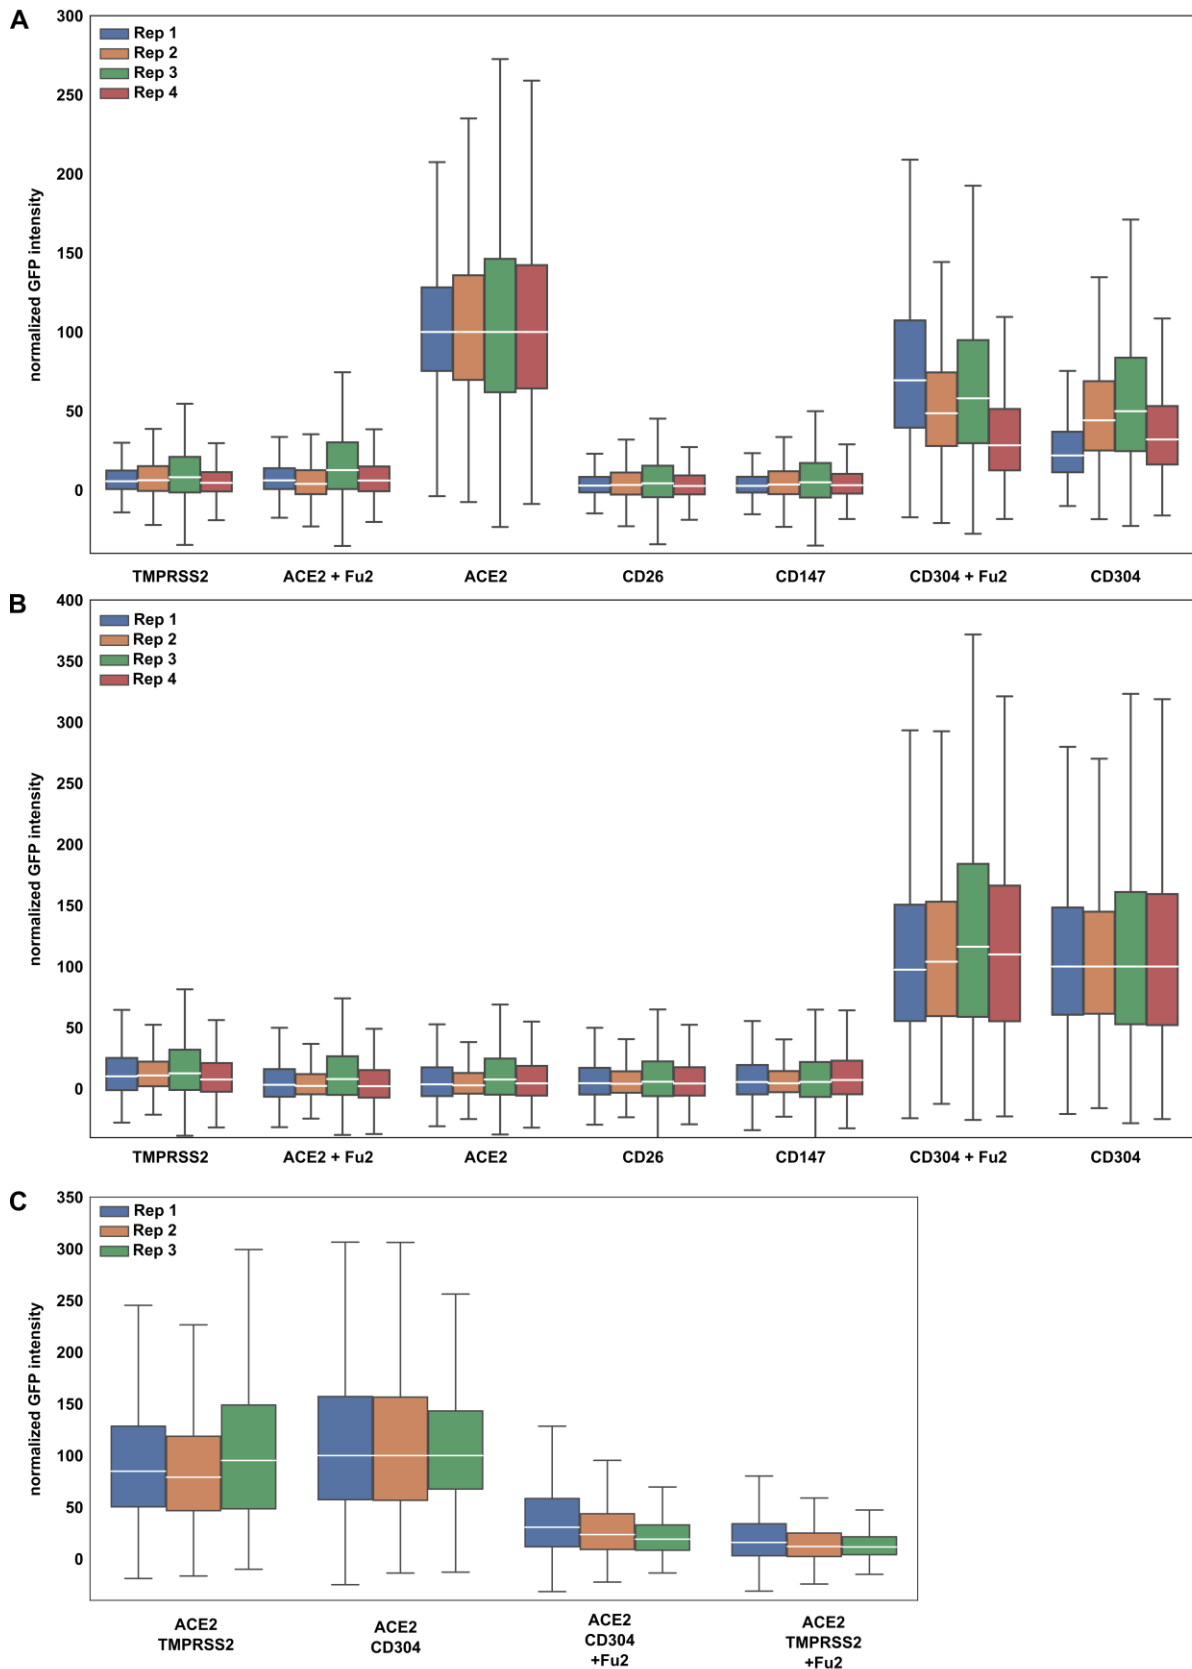 A
300
250
200
150
100
50
0
normalized GFP intensity
Rep 1
Rep 2
Rep 3
Rep 4
TMPRSS2
ACE2 + Fu2
ACE2
CD26
CD147
CD304 + Fu2
CD304
B
400
350
300
250
200
150
100
50
0
normalized GFP intensity
Rep 1
Rep 2
Rep 3
Rep 4
TMPRSS2
ACE2 + Fu2
ACE2
CD26
CD147
CD304 + Fu2
CD304
C
350
300
250
200
150
100
50
0
normalized GFP intensity
Rep 1
Rep 2
Rep 3
ACE2
TMPRSS2
ACE2
CD304
ACE2
CD304
+Fu2
ACE2
TMPRSS2
+Fu2